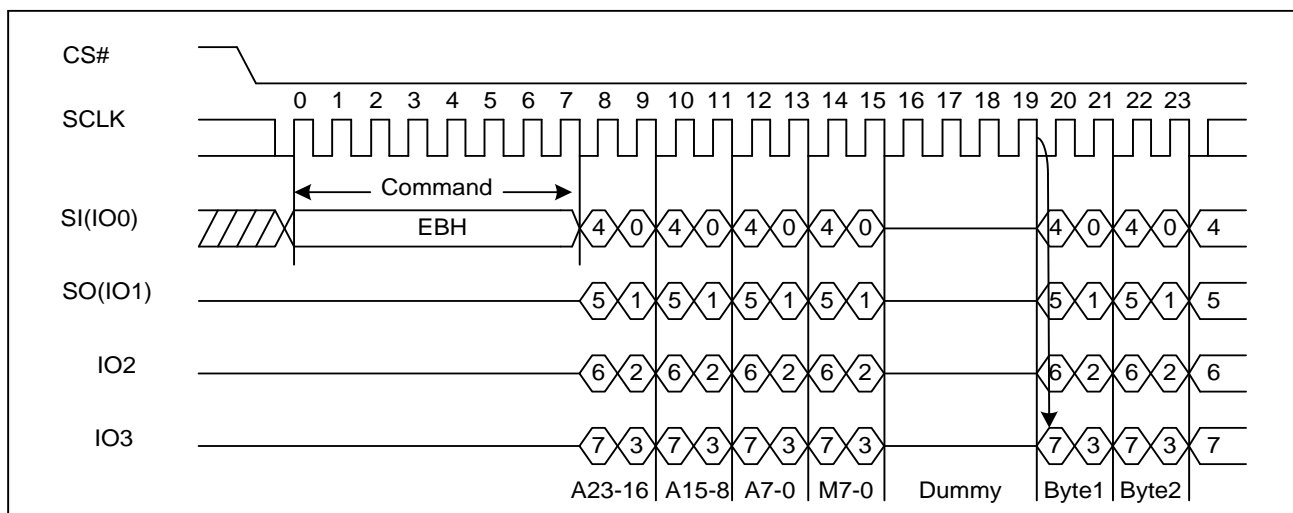 CS#
0 1 2 3 4 5 6 7 8 9 10 11 12 13 14 15 16 17 18 19 20 21 22 23
SCLK
Command
SI(IO0) EBH 4 0 4 0 4 0 4 0 4 0 4 0 4
SO(IO1) 5 1 5 1 5 1 5 1 5 1 5 1 5
IO2 6 2 6 2 6 2 6 2 6 2 6 2 6
IO3 7 3 7 3 7 3 7 3 7 3 7 3 7
A23-16 A15-8 A7-0 M7-0 Dummy Byte1 Byte2